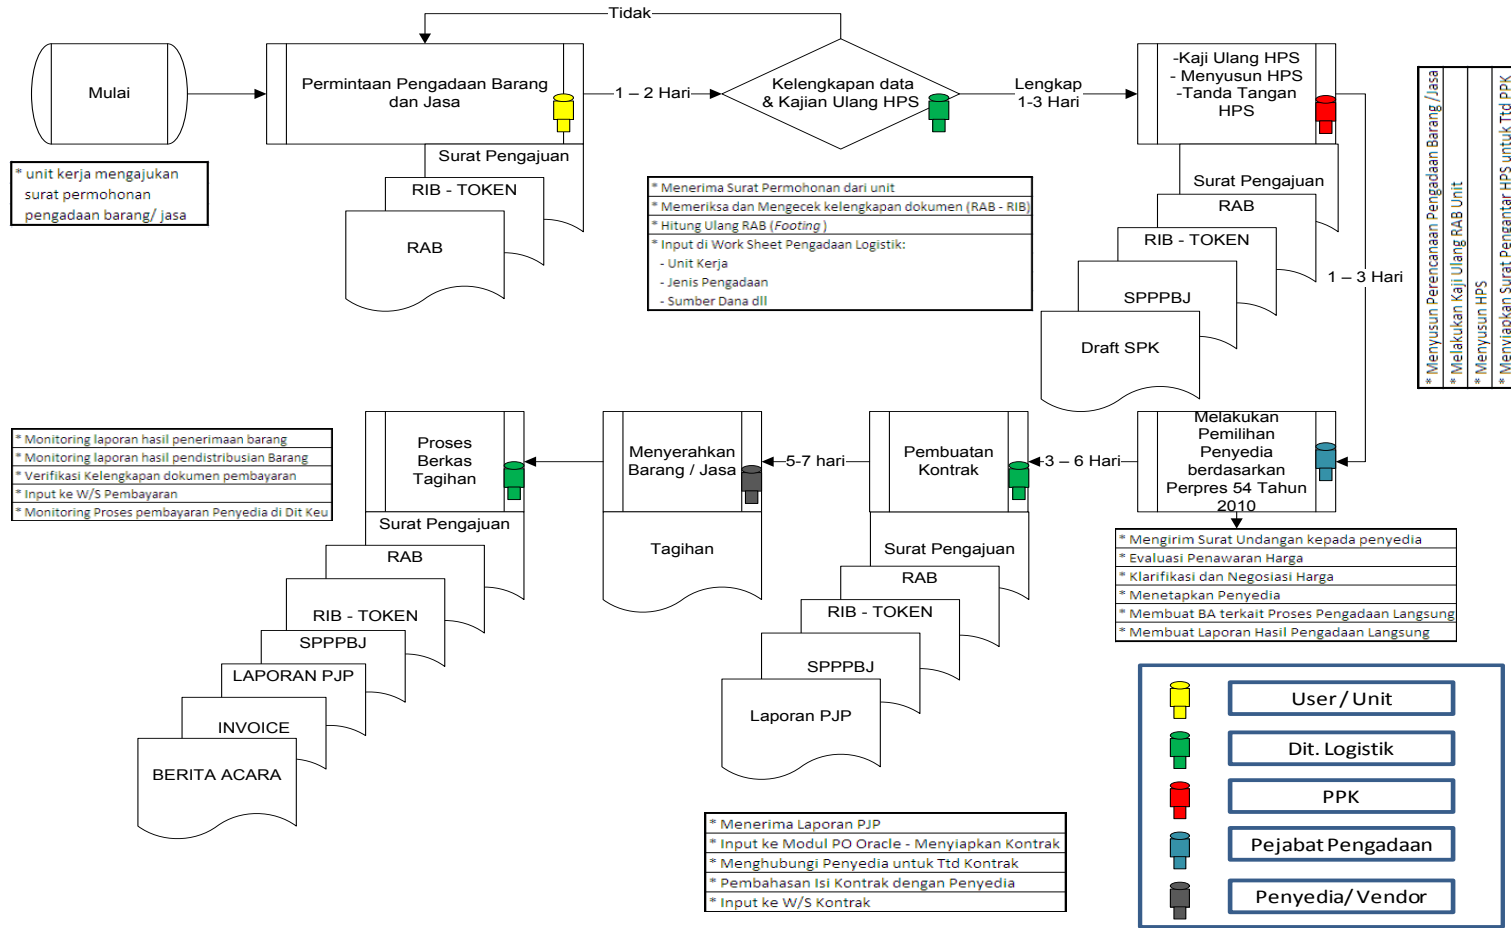 Tidak
Mulai
Permintaan Pengadaan Barang
dan Jasa
1 – 2 Hari
Kelengkapan data
& Kajian Ulang HPS
Lengkap
1-3 Hari
-Kaji Ulang HPS
- Menyusun HPS
-Tanda Tangan
HPS
* unit kerja mengajukan
surat permohonan
pengadaan barang/ jasa
Surat Pengajuan
RIB - TOKEN
RAB
* Menerima Surat Permohonan dari unit
* Memeriksa dan Mengecek kelengkapan dokumen (RAB - RIB)
* Hitung Ulang RAB (Footing )
* Input di Work Sheet Pengadaan Logistik:
- Unit Kerja
- Jenis Pengadaan
- Sumber Dana dll
Surat Pengajuan
RAB
RIB - TOKEN
SPPPBJ
Draft SPK
1 – 3 Hari
* Menyusun Perencanaan Pengadaan Barang /Jasa
* Melakukan Kaji Ulang RAB Unit
* Menyusun HPS
* Menyiapkan Surat Pengantar HPS untuk Ttd PPK
Melakukan
Pemilihan
Penyedia
berdasarkan
Perpres 54 Tahun
2010
3 – 6 Hari
Pembuatan
Kontrak
5-7 hari
Menyerahkan
Barang / Jasa
Proses
Berkas
Tagihan
* Monitoring laporan hasil penerimaan barang
* Monitoring laporan hasil pendistribusian Barang
* Verifikasi Kelengkapan dokumen pembayaran
* Input ke W/S Pembayaran
* Monitoring Proses pembayaran Penyedia di Dit Keu
* Mengirim Surat Undangan kepada penyedia
* Evaluasi Penawaran Harga
* Klarifikasi dan Negosiasi Harga
* Menetapkan Penyedia
* Membuat BA terkait Proses Pengadaan Langsung
* Membuat Laporan Hasil Pengadaan Langsung
Surat Pengajuan
RAB
RIB - TOKEN
SPPPBJ
Laporan PJP
Tagihan
Surat Pengajuan
RAB
RIB - TOKEN
SPPPBJ
LAPORAN PJP
INVOICE
BERITA ACARA
* Menerima Laporan PJP
* Input ke Modul PO Oracle - Menyiapkan Kontrak
* Menghubungi Penyedia untuk Ttd Kontrak
* Pembahasan Isi Kontrak dengan Penyedia
* Input ke W/S Kontrak
User / Unit
Dit. Logistik
PPK
Pejabat Pengadaan
Penyedia/ Vendor